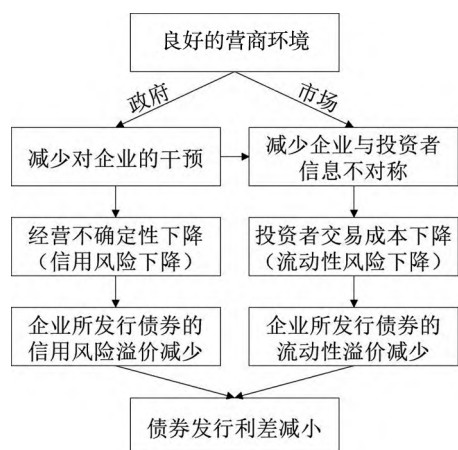 良好的营商环境
政府
市场
减少对企业的干预
减少企业与投资者
信息不对称
经营不确定性下降
（信用风险下降）
投资者交易成本下降
（流动性风险下降）
企业所发行债券的
信用风险溢价减少
企业所发行债券的
流动性溢价减少
债券发行利差减小